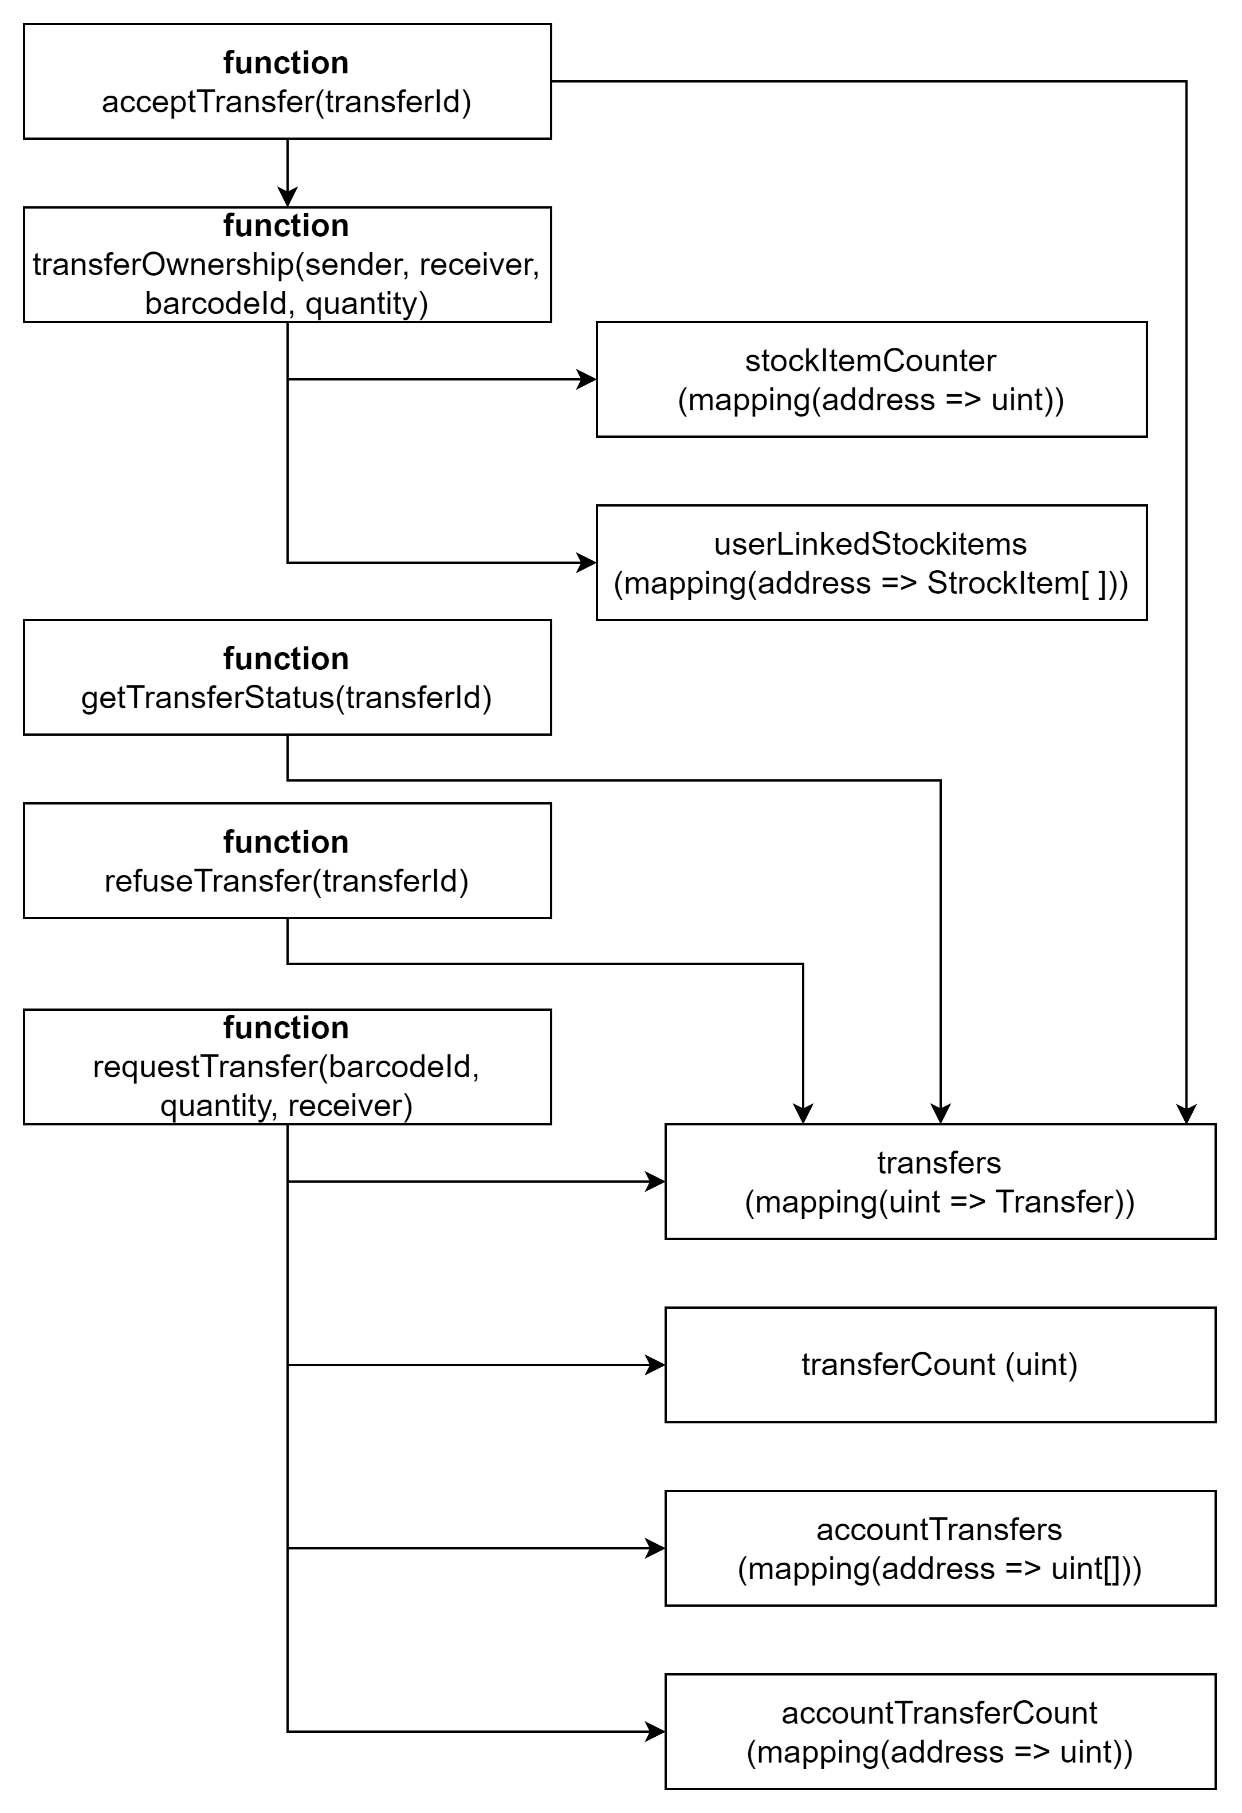 function
acceptTransfer(transferId)
function
transferOwnership(sender, receiver,
barcodeId, quantity)
stockItemCounter
(mapping(address => uint))
userLinkedStockitems
(mapping(address => StrockItem[ ]))
function
getTransferStatus(transferId)
function
refuseTransfer(transferId)
function
requestTransfer(barcodeId,
quantity, receiver)
transfers
(mapping(uint => Transfer))
transferCount (uint)
accountTransfers
(mapping(address => uint[]))
accountTransferCount
(mapping(address => uint))